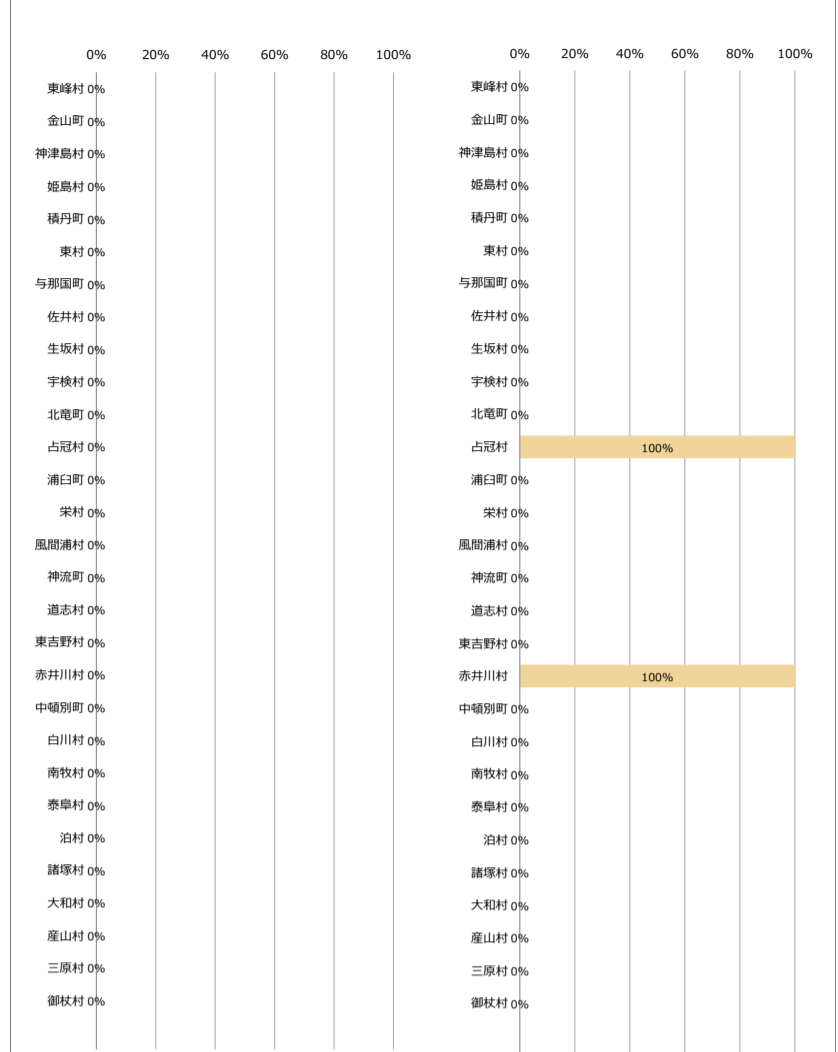 0% 20% 40% 60% 80% 100%
東峰村 0%
金山町 0%
神津島村 0%
姫島村 0%
積丹町 0%
東村 0%
与那国町 0%
佐井村 0%
生坂村 0%
宇検村 0%
北竜町 0%
占冠村 0%
浦臼町 0%
栄村 0%
風間浦村 0%
神流町 0%
道志村 0%
東吉野村 0%
赤井川村 0%
中頓別町 0%
白川村 0%
南牧村 0%
泰阜村 0%
泊村 0%
諸塚村 0%
大和村 0%
産山村 0%
三原村 0%
御杖村 0%
0% 20% 40% 60% 80% 100%
東峰村 0%
金山町 0%
神津島村 0%
姫島村 0%
積丹町 0%
東村 0%
与那国町 0%
佐井村 0%
生坂村 0%
宇検村 0%
北竜町 0%
占冠村 100%
浦臼町 0%
栄村 0%
風間浦村 0%
神流町 0%
道志村 0%
東吉野村 0%
赤井川村 100%
中頓別町 0%
白川村 0%
南牧村 0%
泰阜村 0%
泊村 0%
諸塚村 0%
大和村 0%
産山村 0%
三原村 0%
御杖村 0%